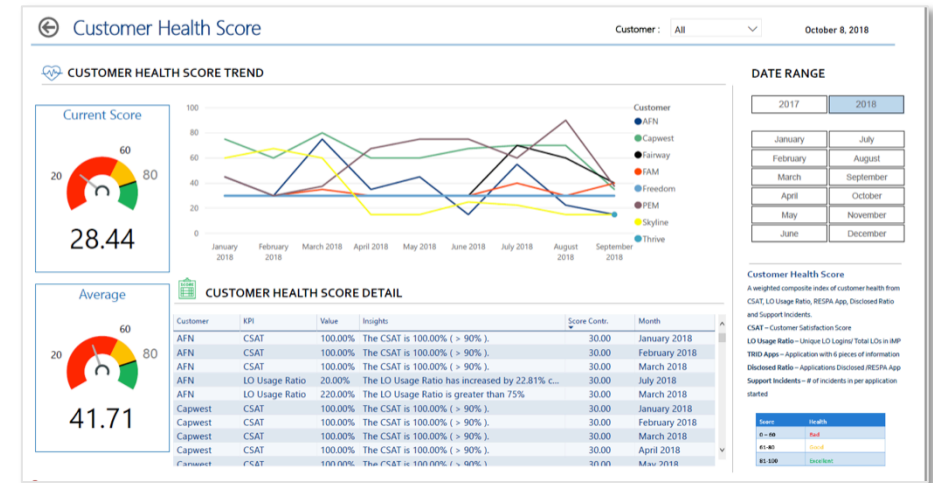 Customer Health Score
Customer : All
October 8, 2018
CUSTOMER HEALTH SCORE TREND
DATE RANGE
Current Score
20
60
80
28.44
100
80
60
40
20
0
January 2018
February 2018
March 2018
April 2018
May 2018
June 2018
July 2018
August 2018
September 2018
Customer
AFN
Capwest
Fairway
FAM
Freedom
PEM
Skyline
Thrive
2017 2018
January July
February August
March September
April October
May November
June December
Average
20
60
80
41.71
CUSTOMER HEALTH SCORE DETAIL
Customer KPI Value Insights Score Contr. Month
AFN CSAT 100.00% The CSAT is 100.00% ( > 90% ). 30.00 January 2018
AFN CSAT 100.00% The CSAT is 100.00% ( > 90% ). 30.00 February 2018
AFN CSAT 100.00% The CSAT is 100.00% ( > 90% ). 30.00 March 2018
AFN LO Usage Ratio 20.00% The LO Usage Ratio has increased by 22.81% c... 30.00 July 2018
AFN LO Usage Ratio 220.00% The LO Usage Ratio is greater than 75% 30.00 March 2018
Capwest CSAT 100.00% The CSAT is 100.00% ( > 90% ). 30.00 January 2018
Capwest CSAT 100.00% The CSAT is 100.00% ( > 90% ). 30.00 February 2018
Capwest CSAT 100.00% The CSAT is 100.00% ( > 90% ). 30.00 March 2018
Capwest CSAT 100.00% The CSAT is 100.00% ( > 90% ). 30.00 April 2018
Capwest CSAT 100.00% The CSAT is 100.00% ( > 90% ). 30.00 May 2018
Customer Health Score
A weighted composite index of customer health from
CSAT, LO Usage Ratio, RESPA App, Disclosed Ratio
and Support Incidents.
CSAT – Customer Satisfaction Score
LO Usage Ratio – Unique LO Logins/ Total LOs in iMP
TRID Apps – Application with 6 pieces of information
Disclosed Ratio – Applications Disclosed /RESPA App
Support Incidents – # of incidents in per application
started
Score Health
0 – 60 Bad
61-80 Good
81-100 Excellent